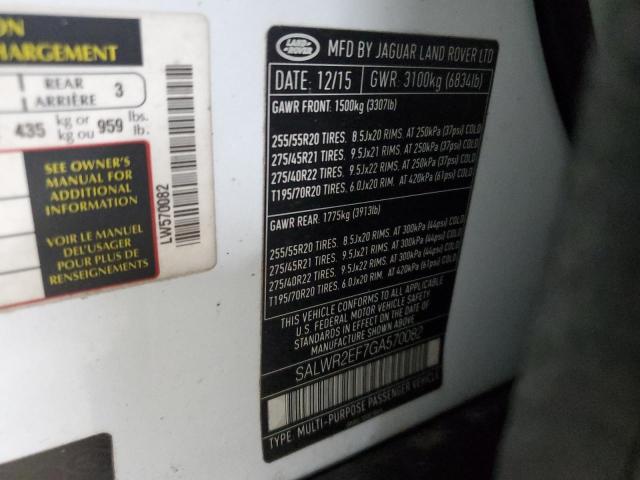 ON
CHARGEMENT
REAR
ARRIÈRE
3
435 kg or
kg ou 959 lbs.
lb.
SEE OWNER'S
MANUAL FOR
ADDITIONAL
INFORMATION
VOIR LE MANUEL
DEL'USAGER
POUR PLUS DE
RENSEIGNEMENTS
LW570082
LAND
ROVER
MFD BY JAGUAR LAND ROVER LTD
DATE: 12/15
GWR: 3100kg (6834lb)
GAWR FRONT: 1500kg (3307lb)
255/55R20 TIRES. 8.5Jx20 RIMS. AT 250kPa (37psi) COLD
275/45R21 TIRES. 9.5Jx21 RIMS. AT 250kPa (37psi) COLD
275/40R22 TIRES. 9.5Jx22 RIMS. AT 250kPa (37psi) COLD
T195/70R20 TIRES. 6.0Jx20 RIM. AT 420kPa (61psi) COLD
GAWR REAR: 1775kg (3913lb)
255/55R20 TIRES. 8.5Jx20 RIMS. AT 300kPa (44psi) COLD
275/45R21 TIRES. 9.5Jx21 RIMS. AT 300kPa (44psi) COLD
275/40R22 TIRES. 9.5Jx22 RIMS. AT 300kPa (44psi) COLD
T195/70R20 TIRES. 6.0Jx20 RIM. AT 420kPa (61psi) COLD
THIS VEHICLE CONFORMS TO ALL APPLICABLE
U.S. FEDERAL MOTOR VEHICLE SAFETY
STANDARDS IN EFFECT ON THE DATE OF
MANUFACTURE SHOWN ABOVE
SALWR2EF7GA570082
TYPE: MULTI-PURPOSE PASSENGER VEHICLE